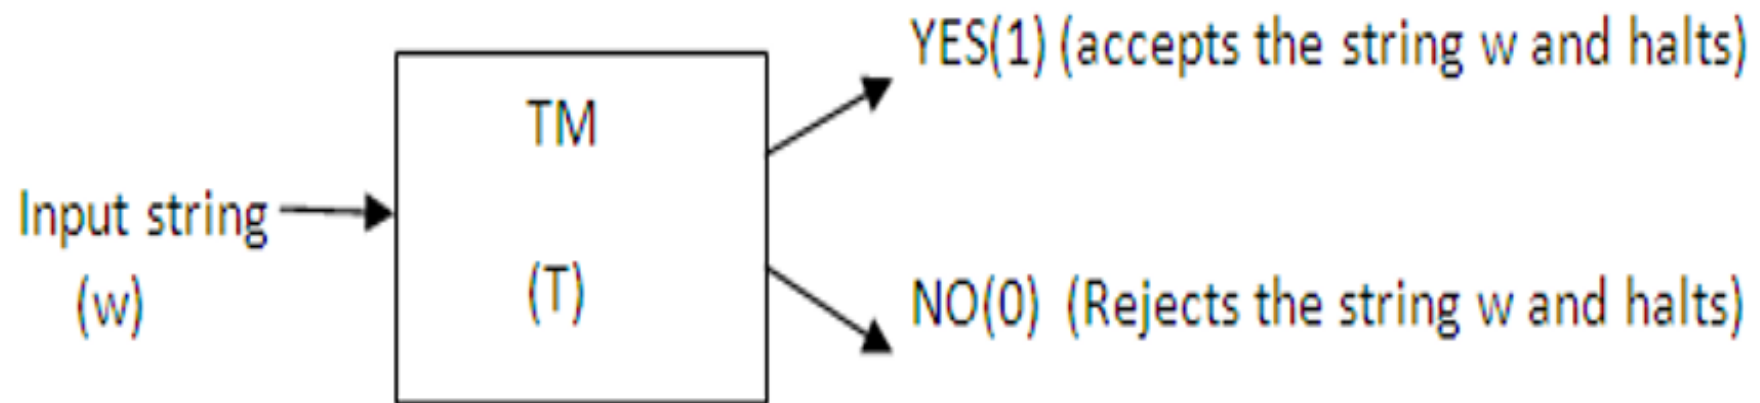 YES(1) (accepts the string w and halts)
TM
Input string
(w)
(T)
NO(0) (Rejects the string w and halts)